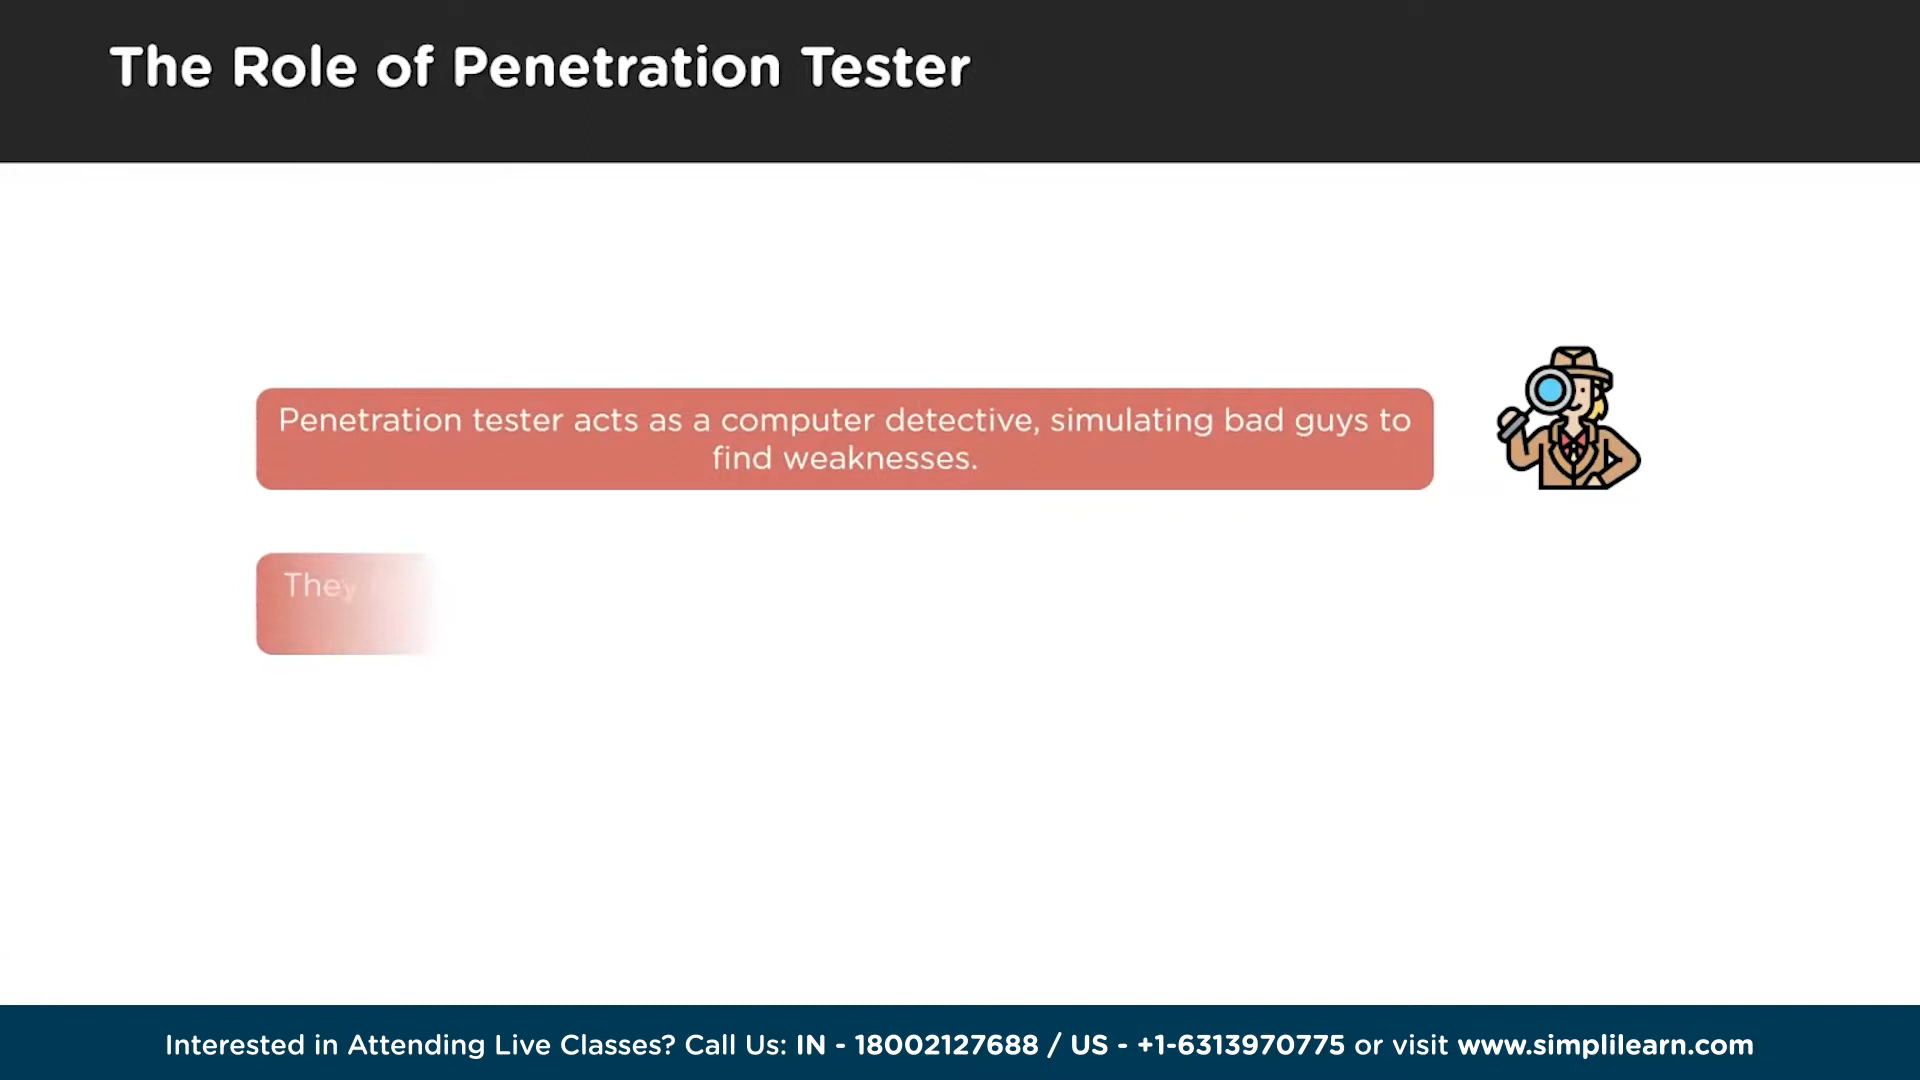 The Role of Penetration Tester
Penetration tester acts as a computer detective, simulating bad guys to
find weaknesses.
They
Interested in Attending Live Classes? Call Us: IN - 18002127688 / US - +1-6313970775 or visit www.simplilearn.com